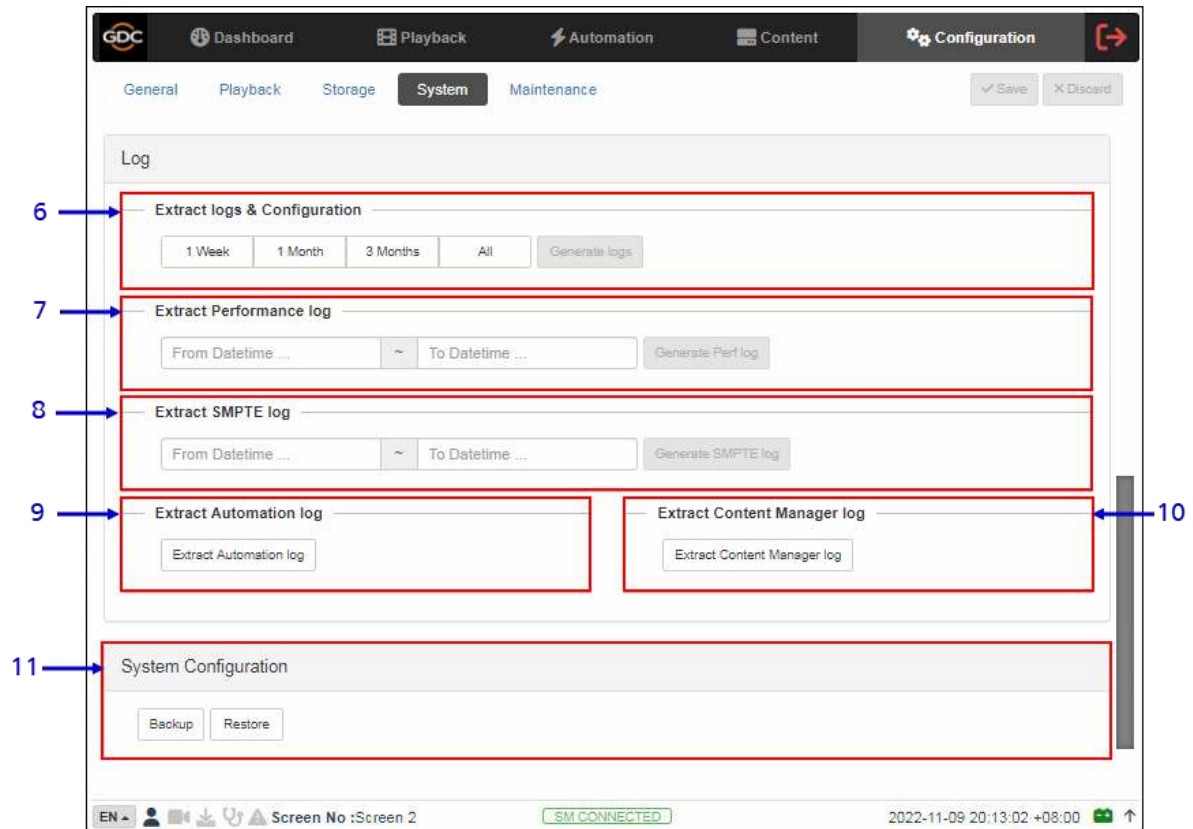 GDC Dashboard Playback Automation Content Configuration
General Playback Storage System Maintenance Save Discard
Log
6 Extract logs & Configuration
1 Week 1 Month 3 Months All Generate logs
7 Extract Performance log
From Datetime ... ~ To Datetime ... Generate Perf log
8 Extract SMPTE log
From Datetime ... ~ To Datetime ... Generate SMPTE log
9 Extract Automation log Extract Content Manager log 10
Extract Automation log Extract Content Manager log
11 System Configuration
Backup Restore
EN Screen No :Screen 2 SM CONNECTED 2022-11-09 20:13:02 +08:00